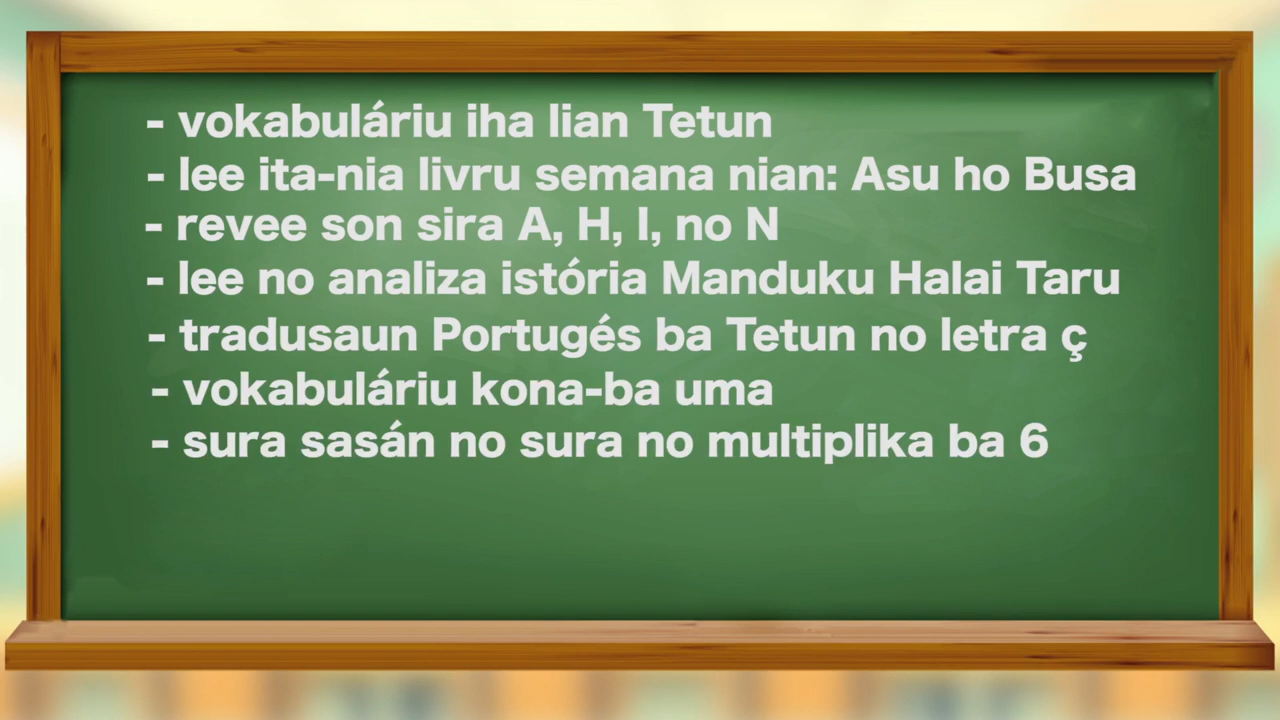 - vokabuláriu iha lian Tetun
- lee ita-nia livru semana nian: Asu ho Busa
- revee son sira A, H, I, no N
- lee no analiza istória Manduku Halai Taru
- tradusaun Portugés ba Tetun no letra ç
- vokabuláriu kona-ba uma
- sura sasán no sura no multiplika ba 6